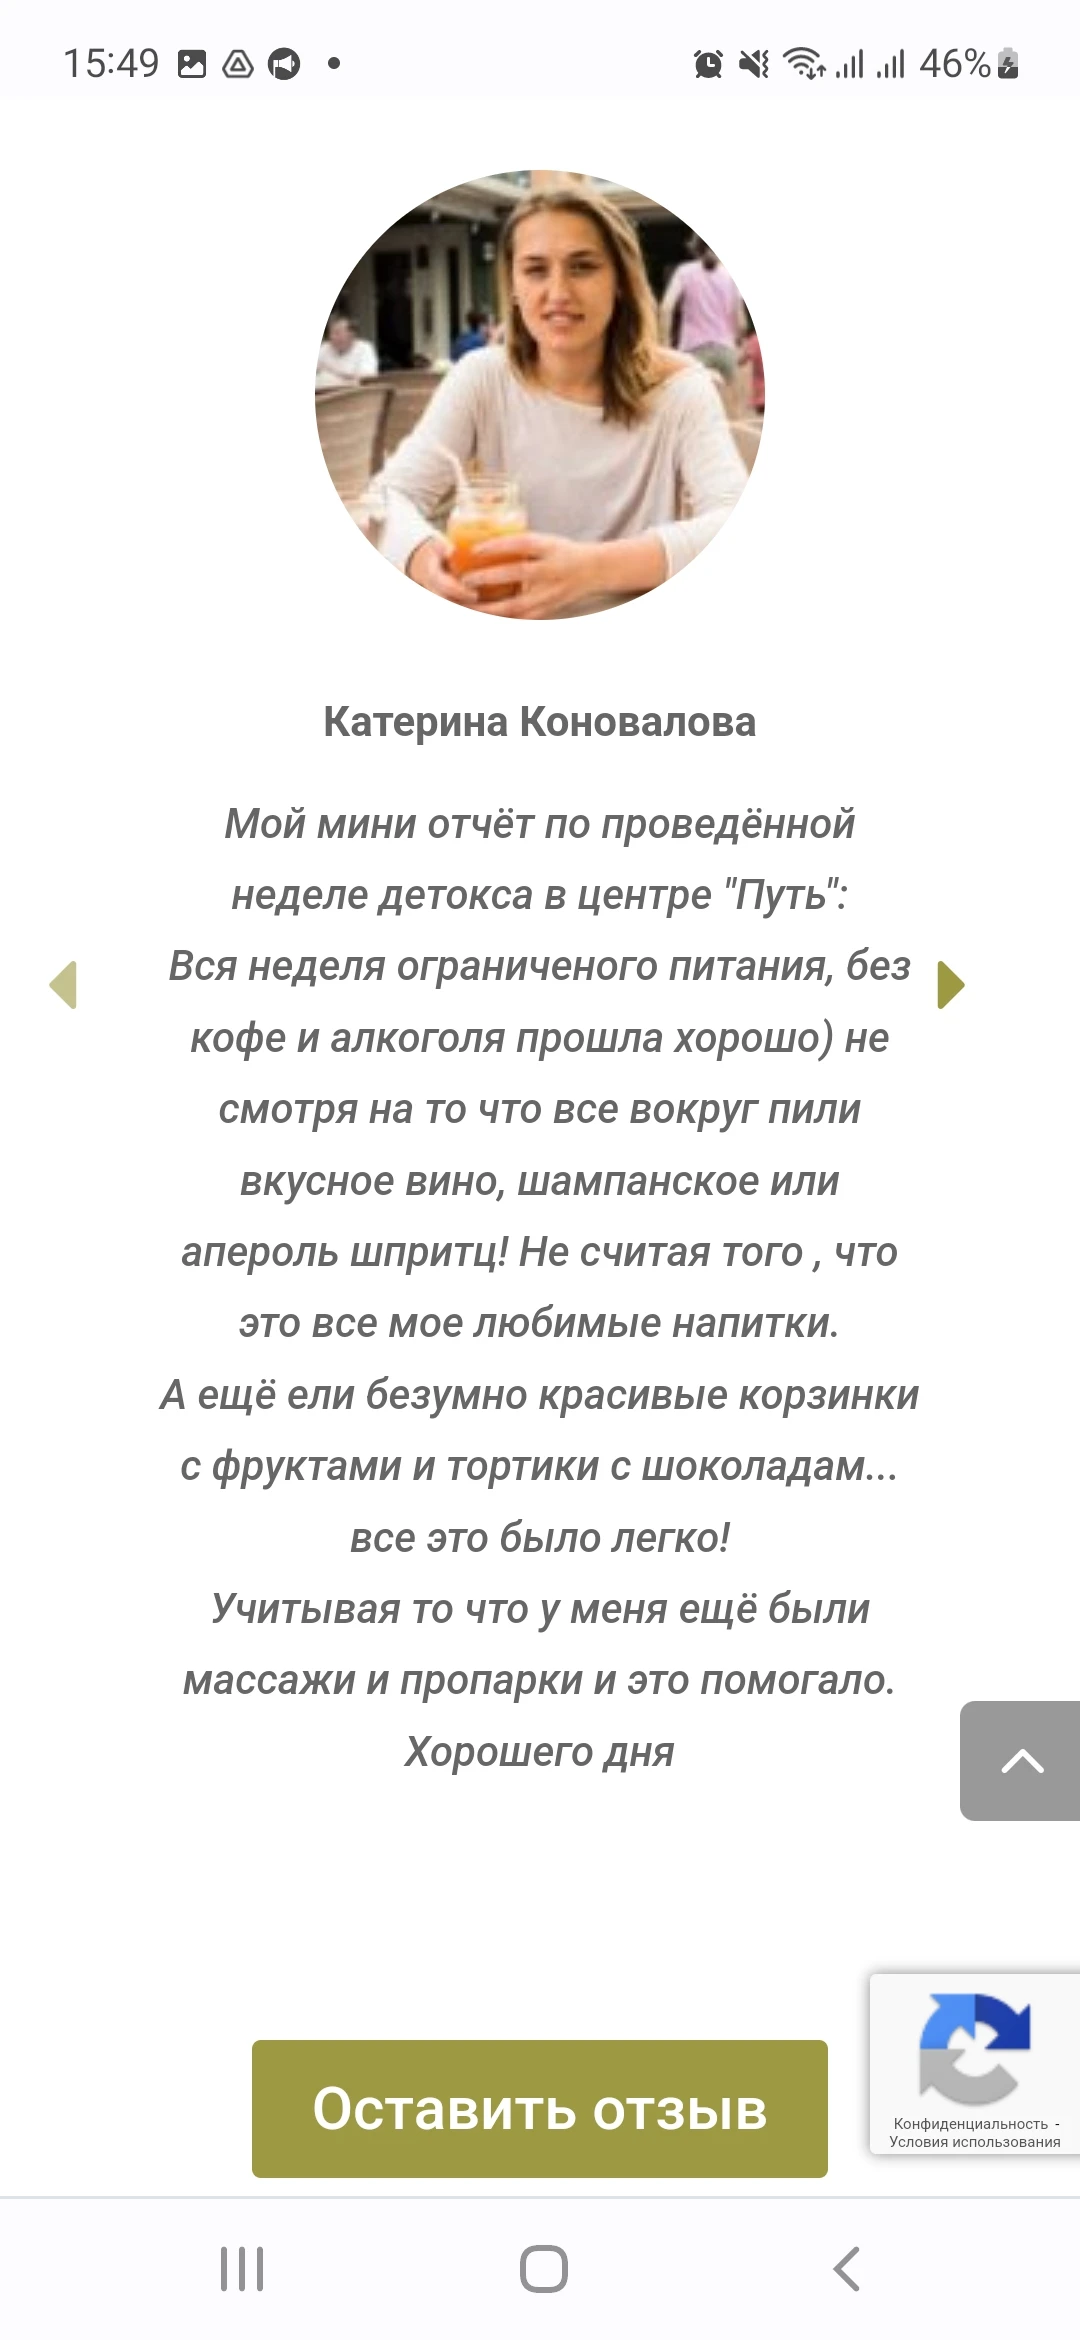 15:49
46%
Катерина Коновалова
Мой мини отчёт по проведённой
неделе детокса в центре "Путь":
Вся неделя ограниченого питания, без
кофе и алкоголя прошла хорошо) не
смотря на то что все вокруг пили
вкусное вино, шампанское или
апероль шпритц! Не считая того , что
это все мое любимые напитки.
А ещё ели безумно красивые корзинки
с фруктами и тортики с шоколадам...
все это было легко!
Учитывая то что у меня ещё были
массажи и пропарки и это помогало.
Хорошего дня
Оставить отзыв
Конфиденциальность -
Условия использования